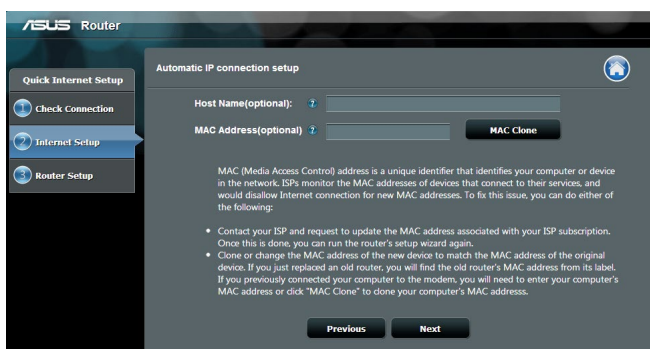 ASUS Router
Quick Internet Setup
1 Check Connection
2 Internet Setup
3 Router Setup
Automatic IP connection setup
Host Name(optional): ?
MAC Address(optional) ? MAC Clone
MAC (Media Access Control) address is a unique identifier that identifies your computer or device
in the network. ISPs monitor the MAC addresses of devices that connect to their services, and
would disallow Internet connection for new MAC addresses. To fix this issue, you can do either of
the following:
• Contact your ISP and request to update the MAC address associated with your ISP subscription.
Once this is done, you can run the router's setup wizard again.
• Clone or change the MAC address of the new device to match the MAC address of the original
device. If you just replaced an old router, you will find the old router's MAC address from its label.
If you previously connected your computer to the modem, you will need to enter your computer's
MAC address or click "MAC Clone" to clone your computer's MAC addresss.
Previous Next